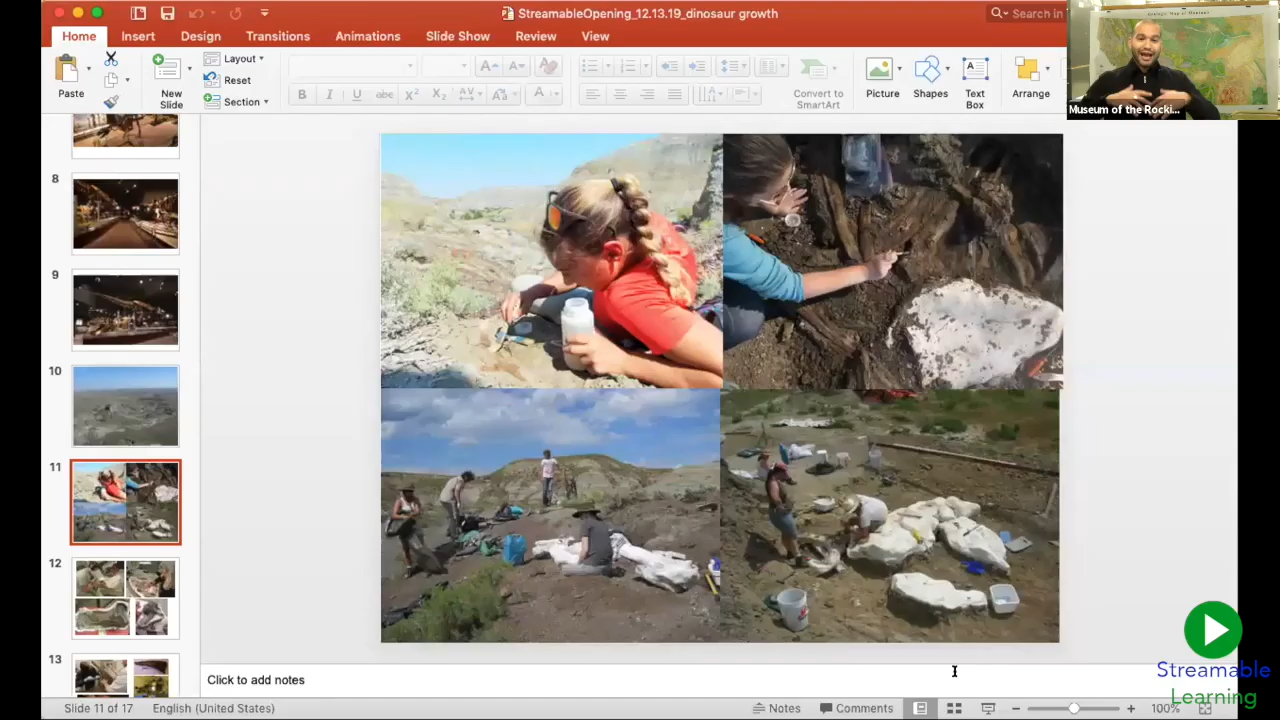 StreamableOpening_12.13.19_dinosaur growth
Search in
Home Insert Design Transitions Animations Slide Show Review View
Paste
New
Slide
Layout
Reset
Section
Convert to
SmartArt
Picture
Shapes
Text
Box
Arrange
Museum of the Rocki...
8
9
10
11
12
13
Click to add notes
Slide 11 of 17
English (United States)
Notes
Comments
100%
Streamable
Learning